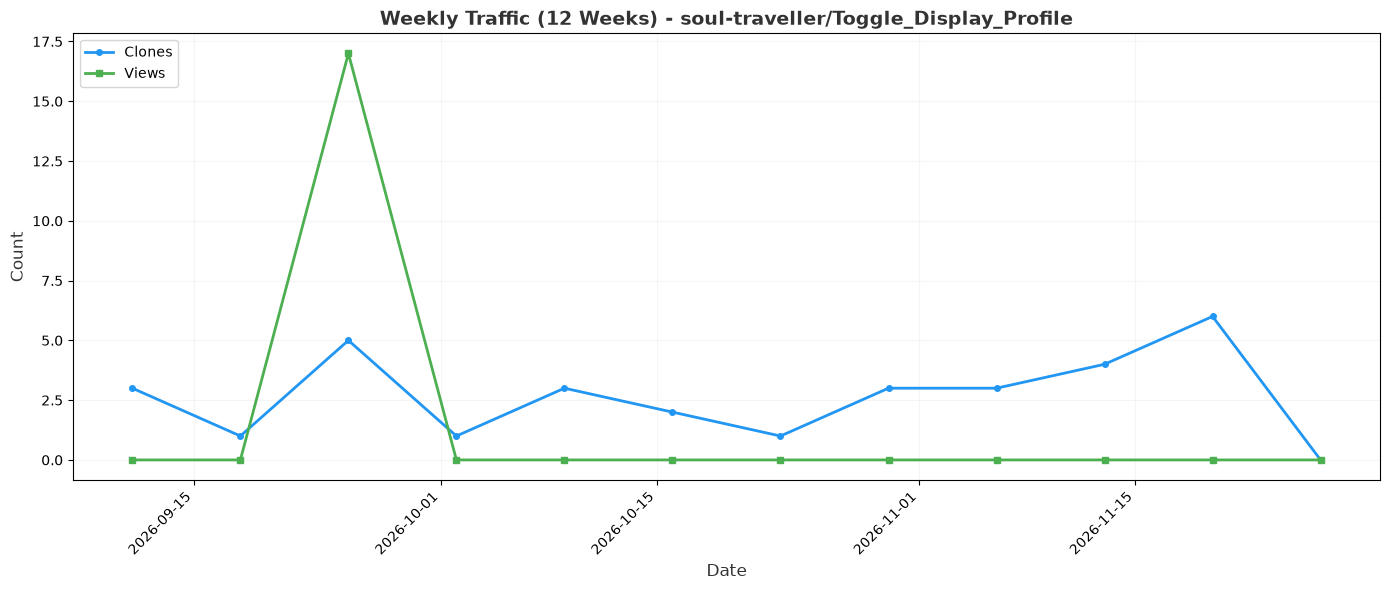 Weekly Traffic (12 Weeks) - soul-traveller/Toggle_Display_Profile
Clones
Views
17.5
15.0
12.5
10.0
7.5
5.0
2.5
0.0
Count
2026-09-15
2026-10-01
2026-10-15
2026-11-01
2026-11-15
Date